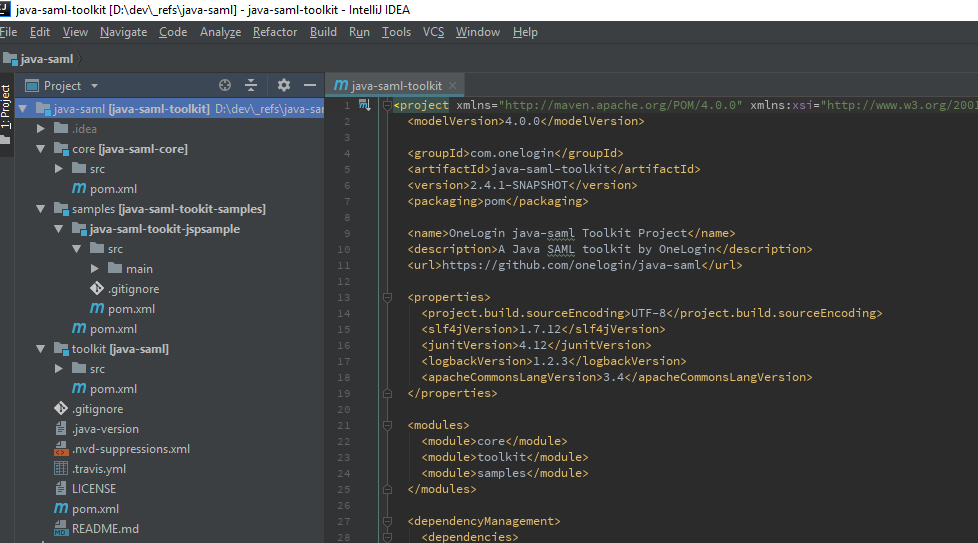 java-saml-toolkit [D:\dev\_refs\java-saml] - java-saml-toolkit - IntelliJ IDEA
File Edit View Navigate Code Analyze Refactor Build Run Tools VCS Window Help
java-saml
1: Project
Project
java-saml-toolkit
java-saml [java-saml-toolkit] D:\dev\_refs\java-sar
.idea
core [java-saml-core]
src
pom.xml
samples [java-saml-tookit-samples]
java-saml-tookit-jspsample
src
main
.gitignore
pom.xml
pom.xml
toolkit [java-saml]
src
pom.xml
.gitignore
.java-version
.nvd-suppressions.xml
.travis.yml
LICENSE
pom.xml
README.md
1 <project xmlns="http://maven.apache.org/POM/4.0.0" xmlns:xsi="http://www.w3.org/2001
2 <modelVersion>4.0.0</modelVersion>
3
4 <groupId>com.onelogin</groupId>
5 <artifactId>java-saml-toolkit</artifactId>
6 <version>2.4.1-SNAPSHOT</version>
7 <packaging>pom</packaging>
8
9 <name>OneLogin java-saml Toolkit Project</name>
10 <description>A Java SAML toolkit by OneLogin</description>
11 <url>https://github.com/onelogin/java-saml</url>
12
13 <properties>
14 <project.build.sourceEncoding>UTF-8</project.build.sourceEncoding>
15 <slf4jVersion>1.7.12</slf4jVersion>
16 <junitVersion>4.12</junitVersion>
17 <logbackVersion>1.2.3</logbackVersion>
18 <apacheCommonsLangVersion>3.4</apacheCommonsLangVersion>
19 </properties>
20
21 <modules>
22 <module>core</module>
23 <module>toolkit</module>
24 <module>samples</module>
25 </modules>
26
27 <dependencyManagement>
28 <dependencies>